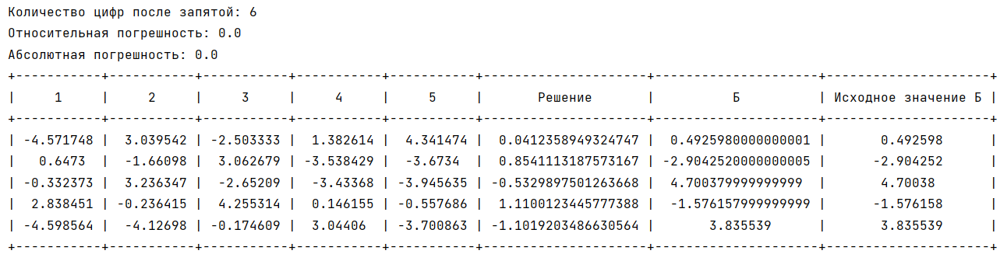 Количество цифр после запятой: 6
Относительная погрешность: 0.0
Абсолютная погрешность: 0.0
+-----------+-----------+-----------+-----------+-----------+---------------------+---------------------+---------------------+
|     1     |     2     |     3     |     4     |     5     |       Решение       |          Б          | Исходное значение Б |
+-----------+-----------+-----------+-----------+-----------+---------------------+---------------------+---------------------+
| -4.571748 |  3.039542 | -2.503333 |  1.382614 |  4.341474 |  0.0412358949324747 |  0.4925980000000001 |       0.492598      |
|   0.6473  |  -1.66098 |  3.062679 | -3.538429 |  -3.6734  |  0.8541113187573167 | -2.9042520000000005 |      -2.904252      |
| -0.332373 |  3.236347 |  -2.65209 |  -3.43368 | -3.945635 | -0.5329897501263668 |  4.700379999999999  |       4.70038       |
|  2.838451 | -0.236415 |  4.255314 |  0.146155 | -0.557686 |  1.1100123445777388 |  -1.576157999999999 |      -1.576158      |
| -4.598564 |  -4.12698 | -0.174609 |  3.04406  | -3.700863 | -1.1019203486630564 |       3.835539      |       3.835539      |
+-----------+-----------+-----------+-----------+-----------+---------------------+---------------------+---------------------+